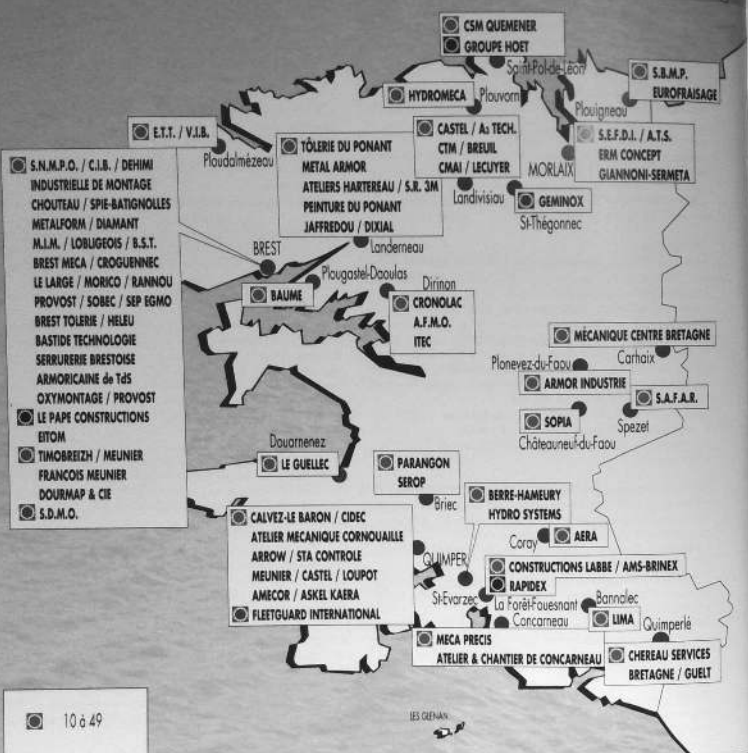 CSM QUEMENER
GROUPE HOET
Saint-Pol-de-Léon
S.B.M.P.
EUROFRAISAGE
HYDROMECA
Plouvorn
Plouigneau
E.T.T. / V.I.B.
Ploudalmézeau
TÔLERIE DU PONANT
METAL ARMOR
ATELIERS HARTEREAU / S.R. 3M
PEINTURE DU PONANT
JAFFREDOU / DIXIAL
Landerneau
CASTEL / A2 TECH.
CTM / BREUIL
CMAI / LECUYER
Landivisiau
S.E.F.D.I. / A.T.S.
ERM CONCEPT
GIANNONI-SERMETA
MORLAIX
GEMINOX
St-Thégonnec
S.N.M.P.O. / C.I.B. / DEHIMI
INDUSTRIELLE DE MONTAGE
CHOUTEAU / SPIE-BATIGNOLLES
METALFORM / DIAMANT
M.I.M. / LOBLIGEOIS / B.S.T.
BREST MECA / CROGUENNEC
LE LARGE / MORICO / RANNOU
PROVOST / SOBEC / SEP EGMO
BREST TOLERIE / HELEU
BASTIDE TECHNOLOGIE
SERRURERIE BRESTOISE
ARMORICAINE de TdS
OXYMONTAGE / PROVOST
LE PAPE CONSTRUCTIONS
EITOM
TIMOBREIZH / MEUNIER
FRANCOIS MEUNIER
DOURMAP & CIE
S.D.M.O.
BREST
Plougastel-Daoulas
BAUME
Dirinon
CRONOLAC
A.F.M.O.
ITEC
MÉCANIQUE CENTRE BRETAGNE
Plonevez-du-Faou
Carhaix
ARMOR INDUSTRIE
S.A.F.A.R.
SOPIA
Spezet
Châteauneuf-du-Faou
Douarnenez
LE GUELLEC
PARANGON
SEROP
Briec
BERRE-HAMEURY
HYDRO SYSTEMS
Coray
AERA
CALVEZ-LE BARON / CIDEC
ATELIER MECANIQUE CORNOUAILLE
ARROW / STA CONTROLE
MEUNIER / CASTEL / LOUPOT
AMECOR / ASKEL KAERA
FLEETGUARD INTERNATIONAL
QUIMPER
CONSTRUCTIONS LABBE / AMS-BRINEX
RAPIDEX
St-Evarzec
La Forêt-Fouesnant
Concarneau
Bannalec
LIMA
Quimperlé
MECA PRECIS
ATELIER & CHANTIER DE CONCARNEAU
CHEREAU SERVICES
BRETAGNE / GUELT
10 à 49
LES GLENAN